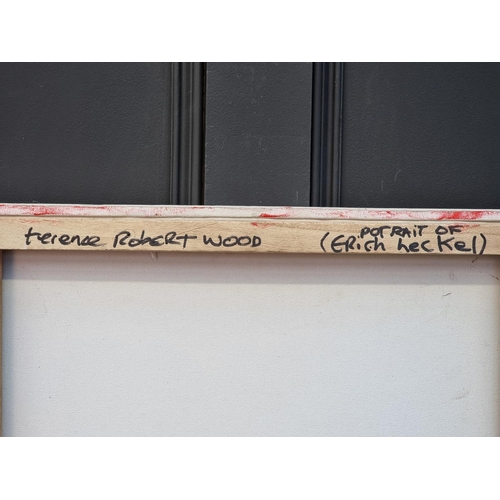 terence RobERT WOOD
POTRAIT OF
(ERich heckel)